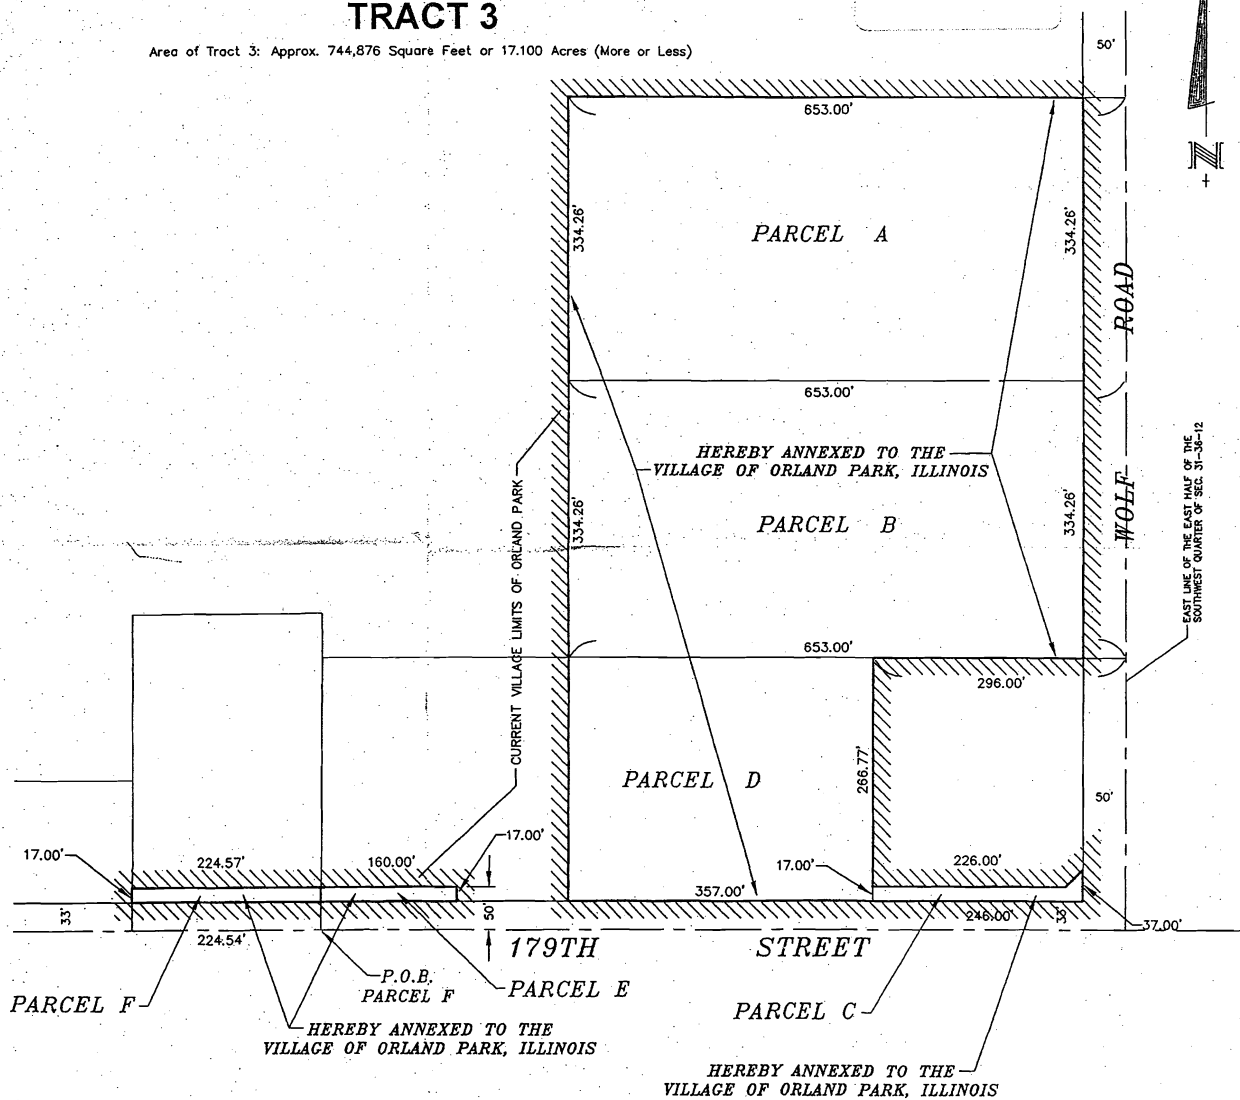 TRACT 3
Area of Tract 3: Approx. 744,876 Square Feet or 17.100 Acres (More or Less)
50'
N
653.00'
334.26'
PARCEL A
334.26'
WOLF ROAD
653.00'
HEREBY ANNEXED TO THE
VILLAGE OF ORLAND PARK, ILLINOIS
334.26'
PARCEL B
334.26'
EAST LINE OF THE EAST HALF OF THE
SOUTHWEST QUARTER OF SEC. 31-36-12
CURRENT VILLAGE LIMITS OF ORLAND PARK
653.00'
296.00'
PARCEL D
266.77'
50'
17.00'
224.57'
160.00'
17.00'
17.00'
226.00'
357.00'
33'
50'
246.00'
33'
37.00'
224.54'
179TH STREET
P.O.B.
PARCEL F
PARCEL E
PARCEL F
PARCEL C
HEREBY ANNEXED TO THE
VILLAGE OF ORLAND PARK, ILLINOIS
HEREBY ANNEXED TO THE
VILLAGE OF ORLAND PARK, ILLINOIS